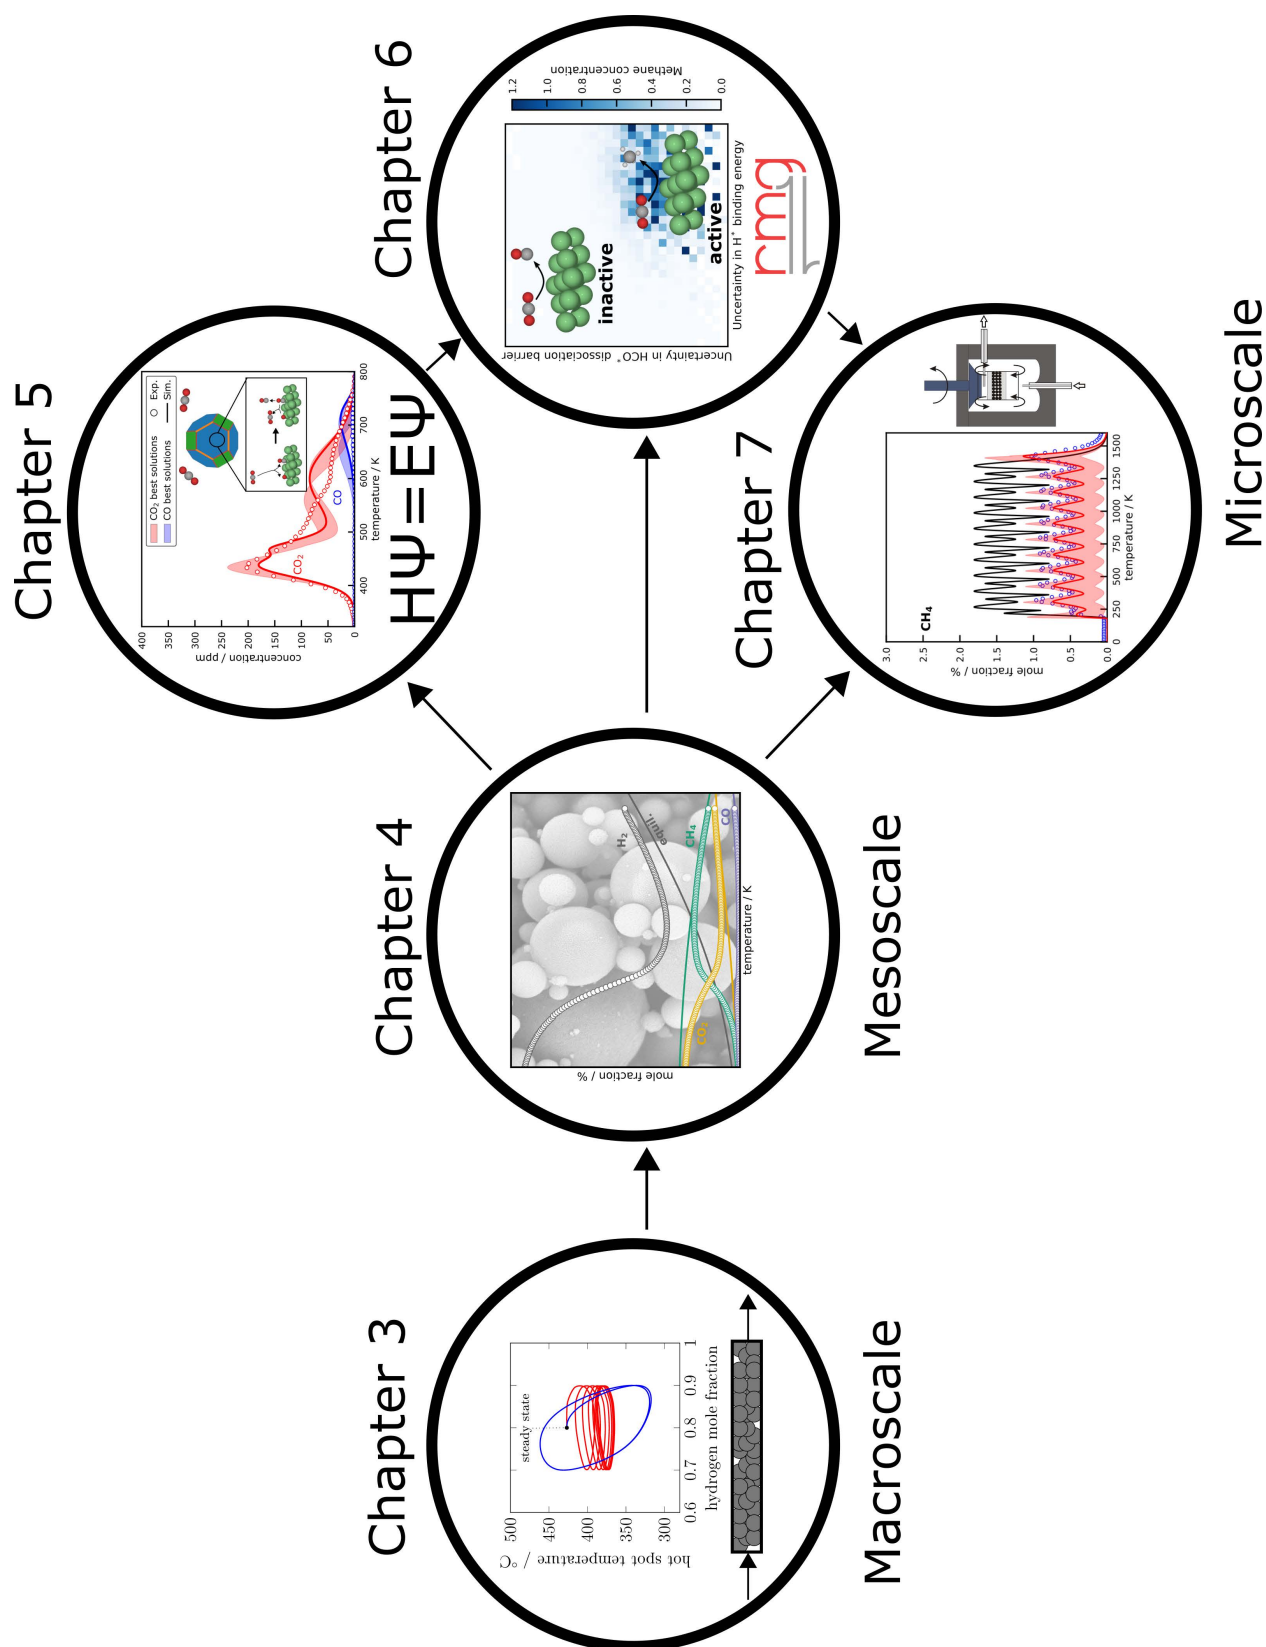 Chapter 3
500
450
400
350
300
hot spot temperature / °C
steady state
0.6
0.7
0.8
0.9
1
hydrogen mole fraction
Macroscale
Chapter 4
mole fraction / %
H2
equili.
CH4
CO2
CO
temperature / K
Mesoscale
Chapter 5
400
350
300
250
200
150
100
50
0
concentration / ppm
CO2 best solutions
CO best solutions
Exp.
Sim.
CO2
CO
400
500
600
700
800
temperature / K
HΨ=EΨ
Chapter 6
Uncertainty in HCO* dissociation barrier
inactive
active
Uncertainty in H* binding energy
1.2
1.0
0.8
0.6
0.4
0.2
0.0
Methane concentration
rmg
Chapter 7
3.0
2.5
2.0
1.5
1.0
0.5
0.0
mole fraction / %
CH4
0
250
500
750
1000
1250
1500
temperature / K
Microscale